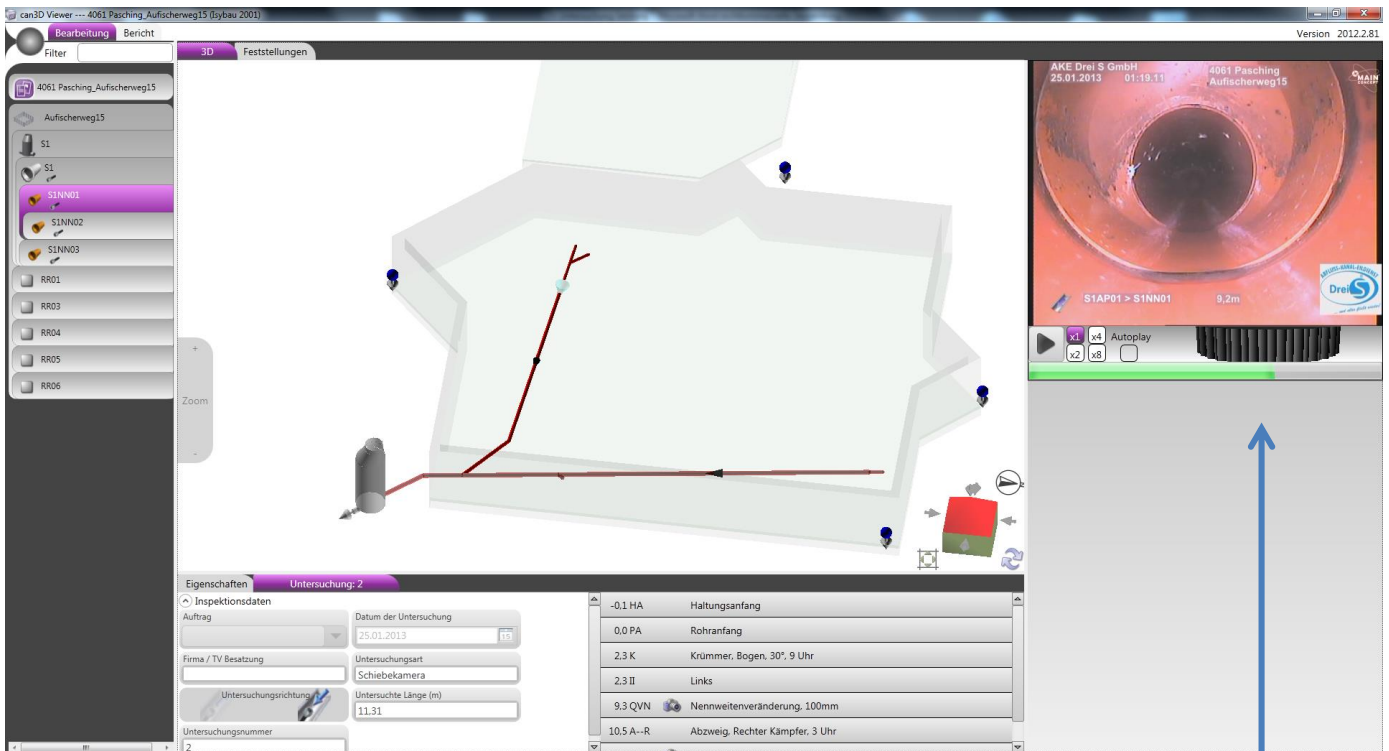 can3D Viewer --- 4061 Pasching_Aufischerweg15 (Isybau 2001)
Bearbeitung Bericht
Version 2012.2.81
Filter
3D Feststellungen
4061 Pasching_Aufischerweg15
Aufischerweg15
S1
S1
S1NN01
S1NN02
S1NN03
RR01
RR03
RR04
RR05
RR06
+
Zoom
-
AKE Drei S GmbH
25.01.2013 01:19.11
4061 Pasching
Aufischerweg15
MAIN
CONCEPT
Drei S
S1AP01 > S1NN01 9,2m
x1 x4 Autoplay
x2 x8
Eigenschaften Untersuchung: 2
Inspektionsdaten
Auftrag
Datum der Untersuchung
25.01.2013
15
Firma / TV Besatzung
Untersuchungsart
Schiebekamera
Untersuchungsrichtung
Untersuchte Länge (m)
11,31
Untersuchungsnummer
2
-0,1 HA Haltungsanfang
0,0 PA Rohranfang
2,3 K Krümmer, Bogen, 30°, 9 Uhr
2,3 II Links
9,3 QVN Nennweitenveränderung, 100mm
10,5 A--R Abzweig, Rechter Kämpfer, 3 Uhr